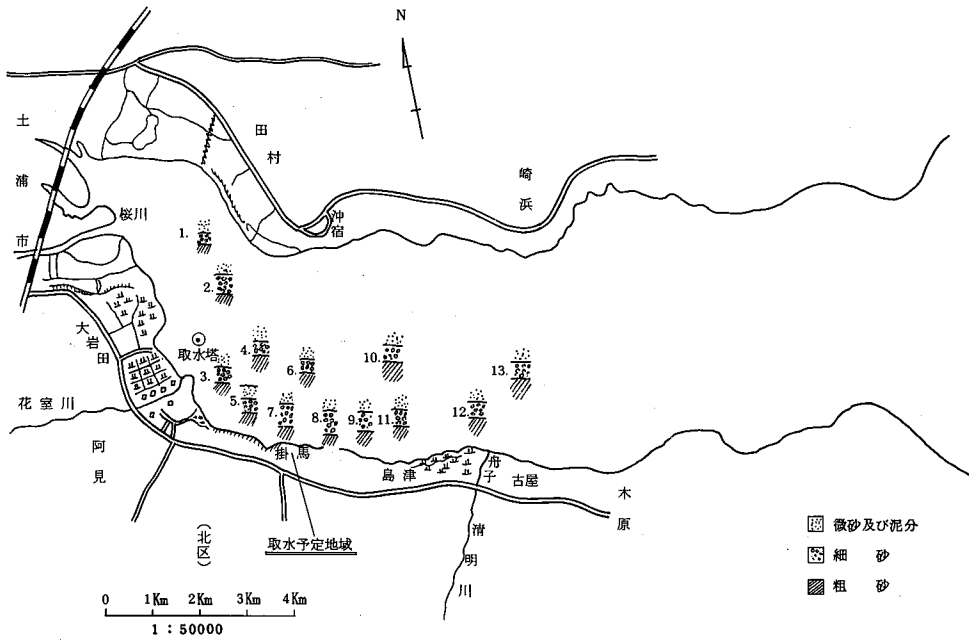 N
土浦市
桜川
田村
沖宿
崎浜
1.
2.
取水塔
3.
4.
5.
6.
7.
8.
9.
10.
11.
12.
13.
大岩田
花室川
阿見
掛馬
島津
舟子
古屋
木原
清明川
(北区)
取水予定地域
微砂及び泥分
細 砂
粗 砂
0 1Km 2Km 3Km 4Km
1 : 50000